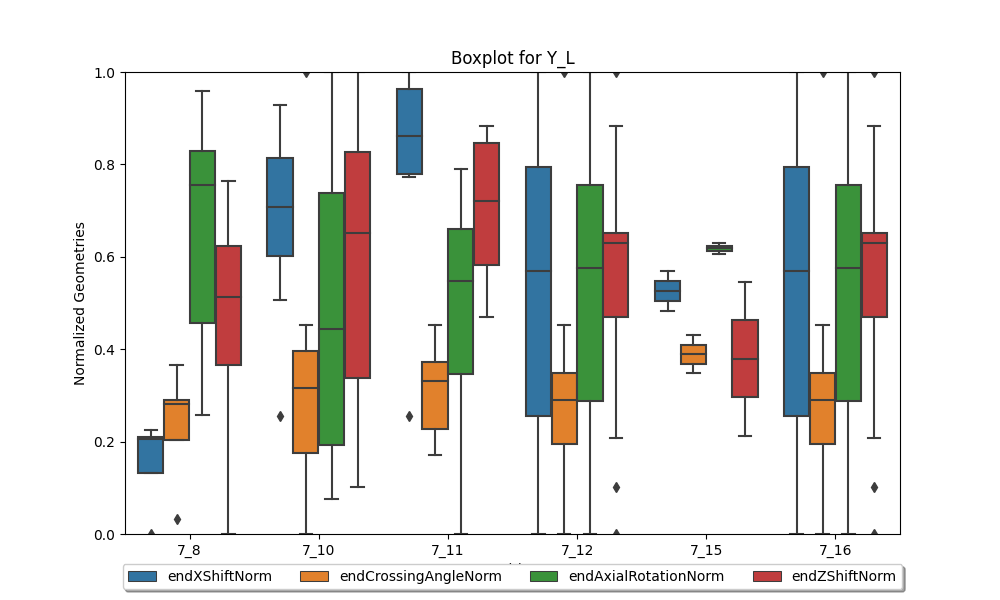 Boxplot for Y_L
Normalized Geometries
1.0
0.8
0.6
0.4
0.2
0.0
7_8 7_10 7_11 7_12 7_15 7_16
endXShiftNorm endCrossingAngleNorm endAxialRotationNorm endZShiftNorm